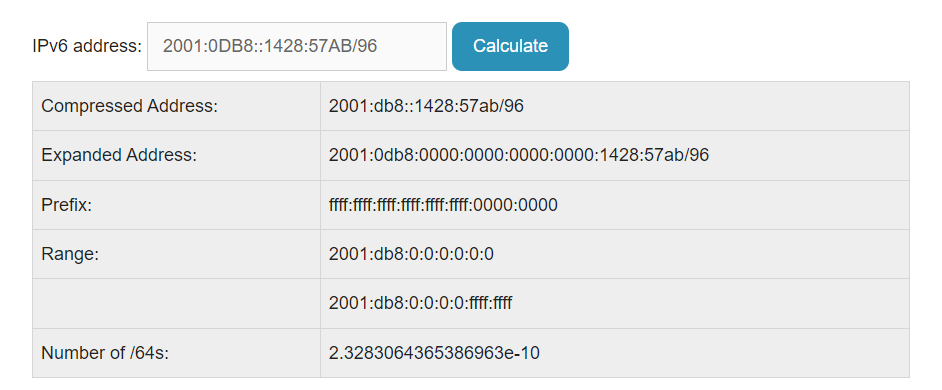 IPv6 address: 2001:0DB8::1428:57AB/96 Calculate
Compressed Address: 2001:db8::1428:57ab/96
Expanded Address: 2001:0db8:0000:0000:0000:0000:1428:57ab/96
Prefix: ffff:ffff:ffff:ffff:ffff:ffff:0000:0000
Range: 2001:db8:0:0:0:0:0:0
2001:db8:0:0:0:0:ffff:ffff
Number of /64s: 2.3283064365386963e-10